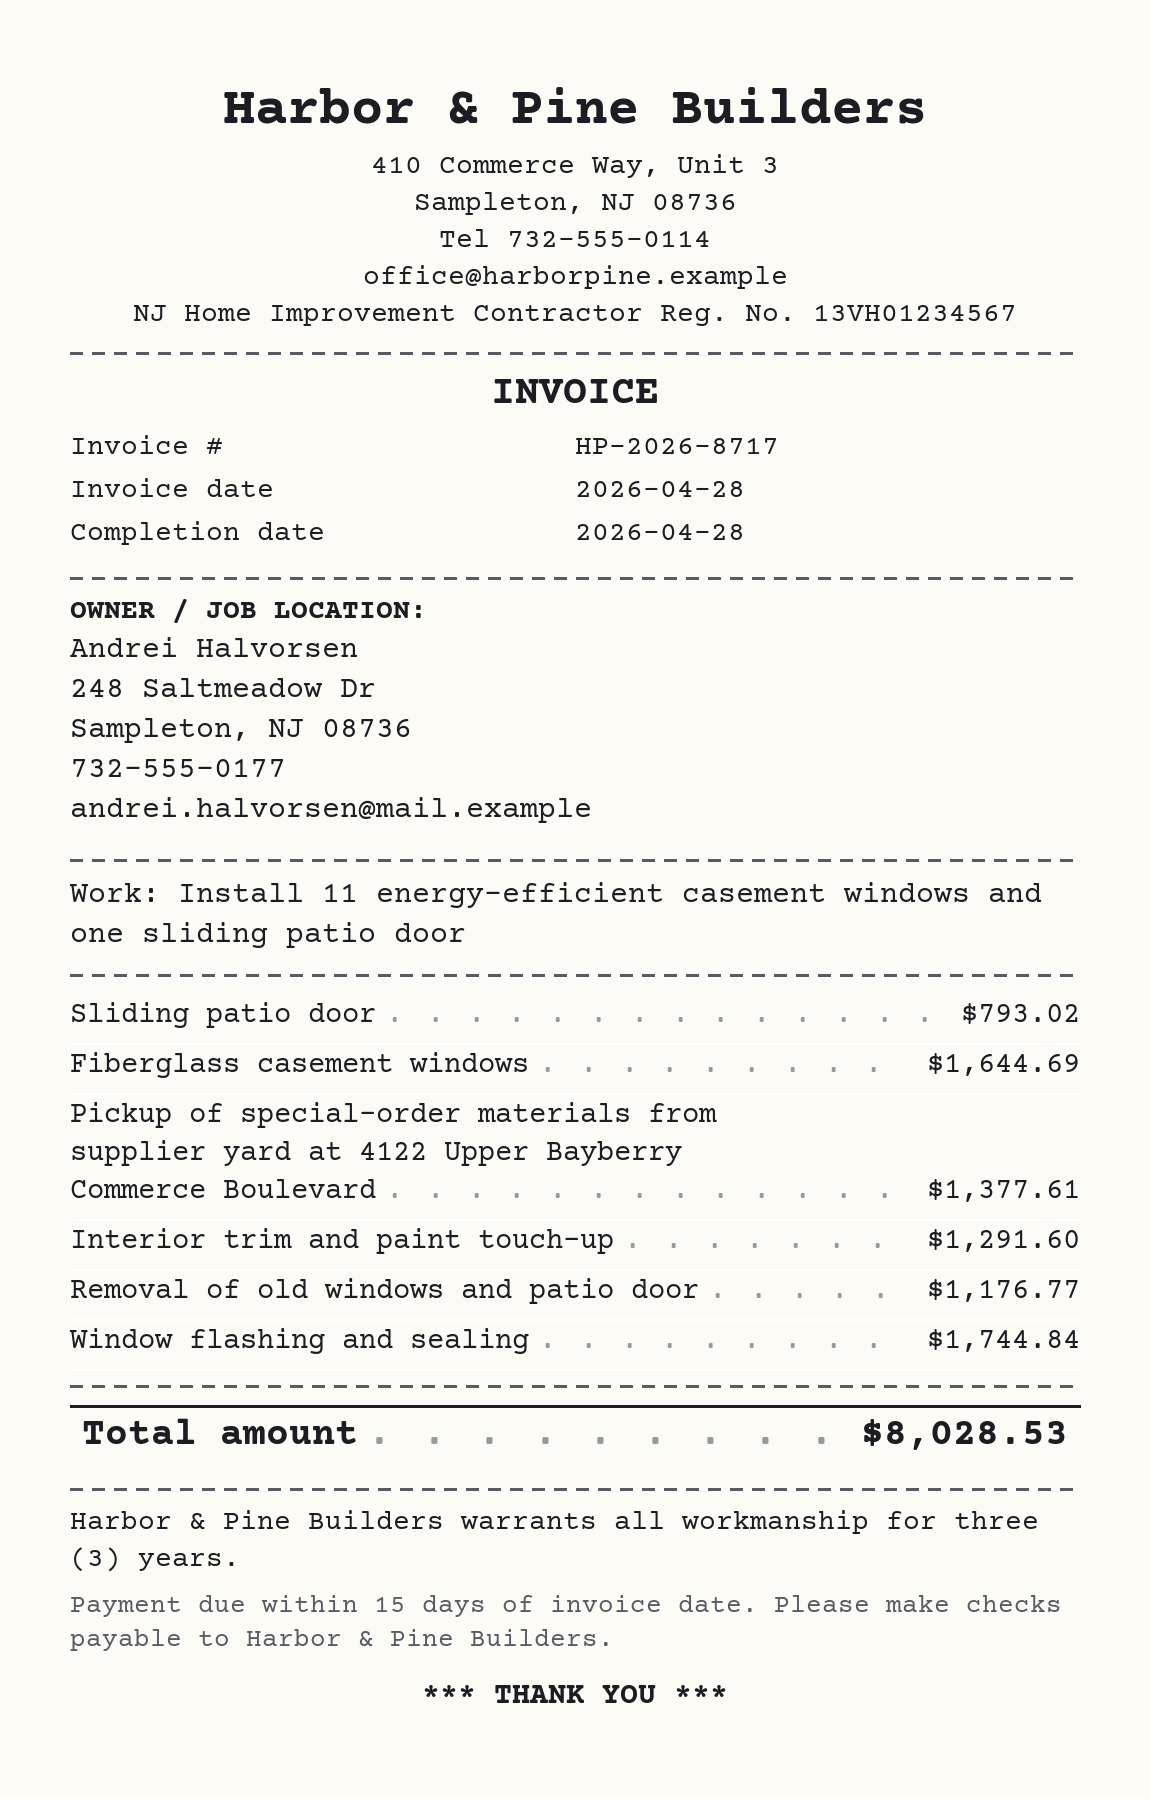 Harbor & Pine Builders
410 Commerce Way, Unit 3
Sampleton, NJ 08736
Tel 732-555-0114
office@harborpine.example
NJ Home Improvement Contractor Reg. No. 13VH01234567
INVOICE
Invoice # HP-2026-8717
Invoice date 2026-04-28
Completion date 2026-04-28
OWNER / JOB LOCATION:
Andrei Halvorsen
248 Saltmeadow Dr
Sampleton, NJ 08736
732-555-0177
andrei.halvorsen@mail.example
Work: Install 11 energy-efficient casement windows and
one sliding patio door
Sliding patio door . . . . . . . . . . . . . . $793.02
Fiberglass casement windows . . . . . . . . . $1,644.69
Pickup of special-order materials from
supplier yard at 4122 Upper Bayberry
Commerce Boulevard . . . . . . . . . . . . . $1,377.61
Interior trim and paint touch-up . . . . . . . $1,291.60
Removal of old windows and patio door . . . . . $1,176.77
Window flashing and sealing . . . . . . . . . $1,744.84
Total amount . . . . . . . . . $8,028.53
Harbor & Pine Builders warrants all workmanship for three
(3) years.
Payment due within 15 days of invoice date. Please make checks
payable to Harbor & Pine Builders.
*** THANK YOU ***